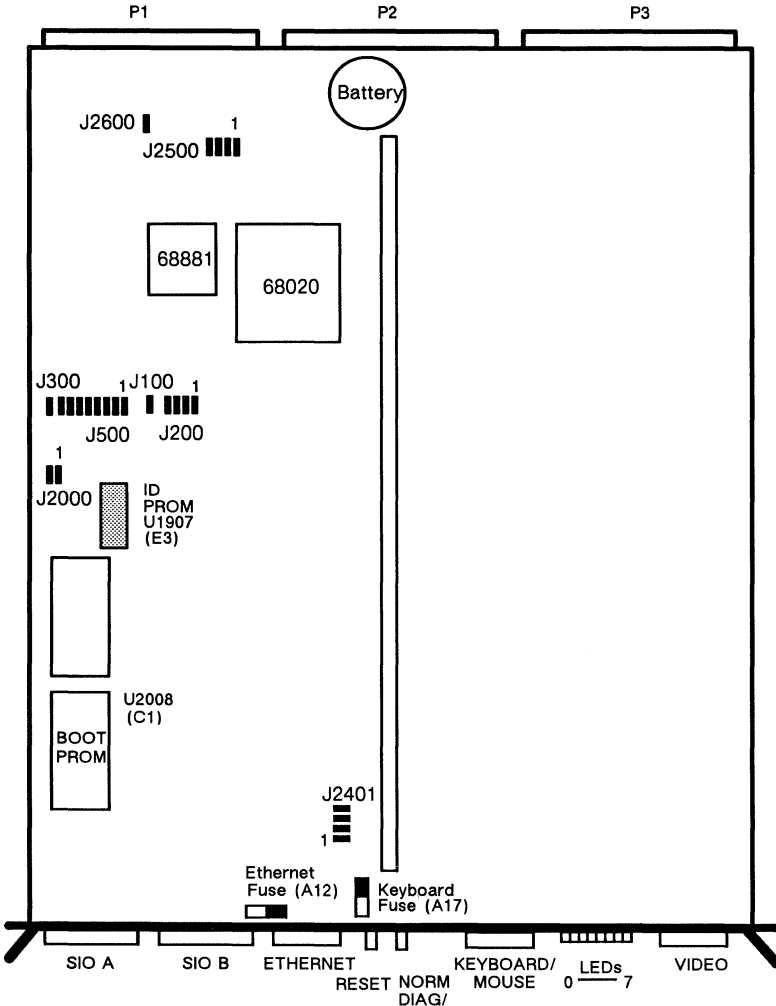 P1 P2 P3
Battery
J2600
1
J2500
68881
68020
J300 1 J100 1
J500 J200
1
J2000
ID
PROM
U1907
(E3)
U2008
(C1)
BOOT
PROM
J2401
1
Ethernet
Fuse (A12)
Keyboard
Fuse (A17)
SIO A SIO B ETHERNET
RESET NORM
DIAG/
KEYBOARD/
MOUSE
LEDs
0 7
VIDEO